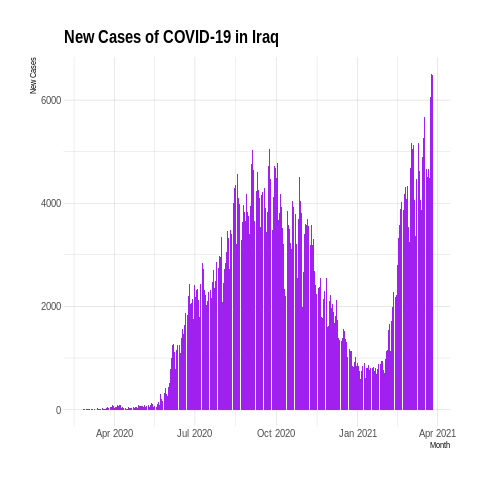 New Cases of COVID-19 in Iraq
New Cases
6000
4000
2000
0
Apr 2020 Jul 2020 Oct 2020 Jan 2021 Apr 2021
Month